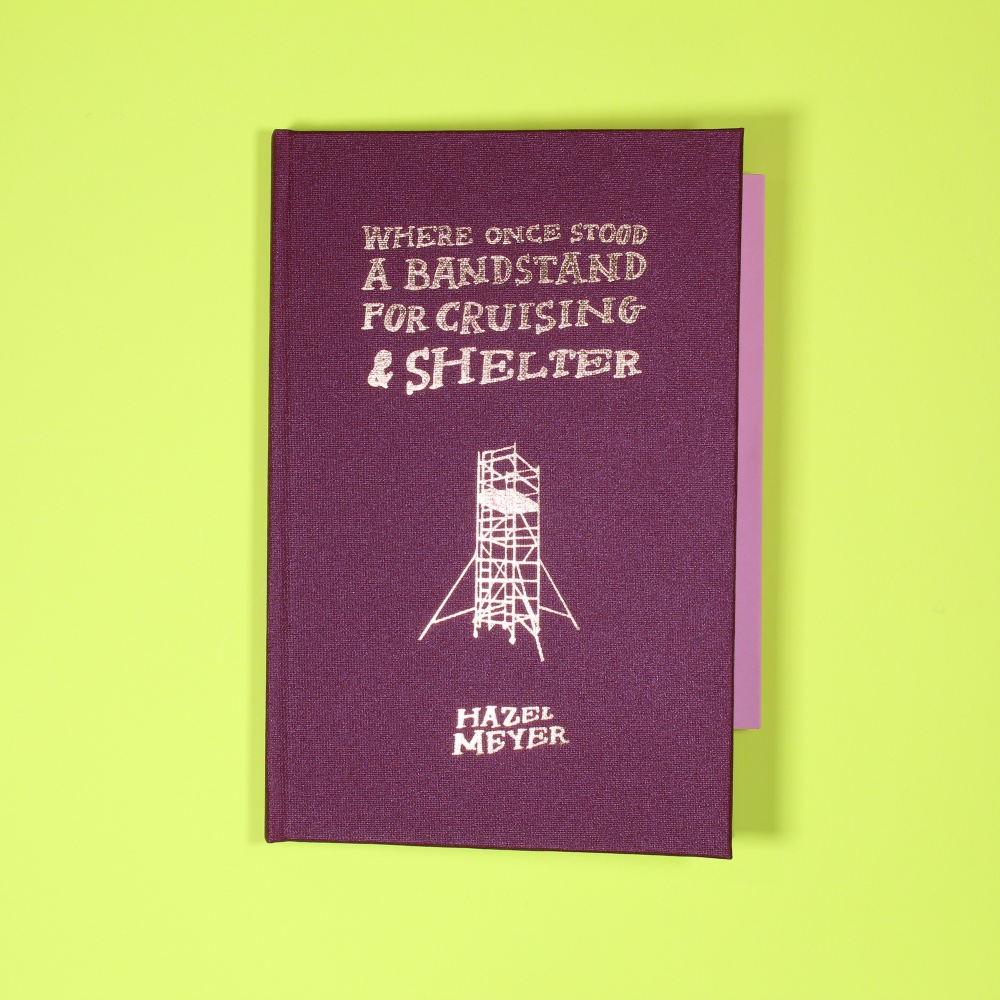 WHERE ONCE STOOD
A BANDSTAND
FOR CRUISING
& SHELTER
HAZEL
MEYER